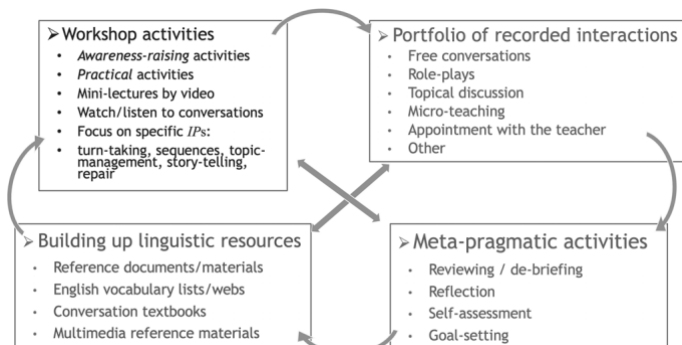 ➢ Workshop activities
• Awareness-raising activities
• Practical activities
• Mini-lectures by video
• Watch/listen to conversations
• Focus on specific IPs:
• turn-taking, sequences, topic-
management, story-telling,
repair
➢ Portfolio of recorded interactions
• Free conversations
• Role-plays
• Topical discussion
• Micro-teaching
• Appointment with the teacher
• Other
➢ Building up linguistic resources
• Reference documents/materials
• English vocabulary lists/webs
• Conversation textbooks
• Multimedia reference materials
➢ Meta-pragmatic activities
• Reviewing / de-briefing
• Reflection
• Self-assessment
• Goal-setting